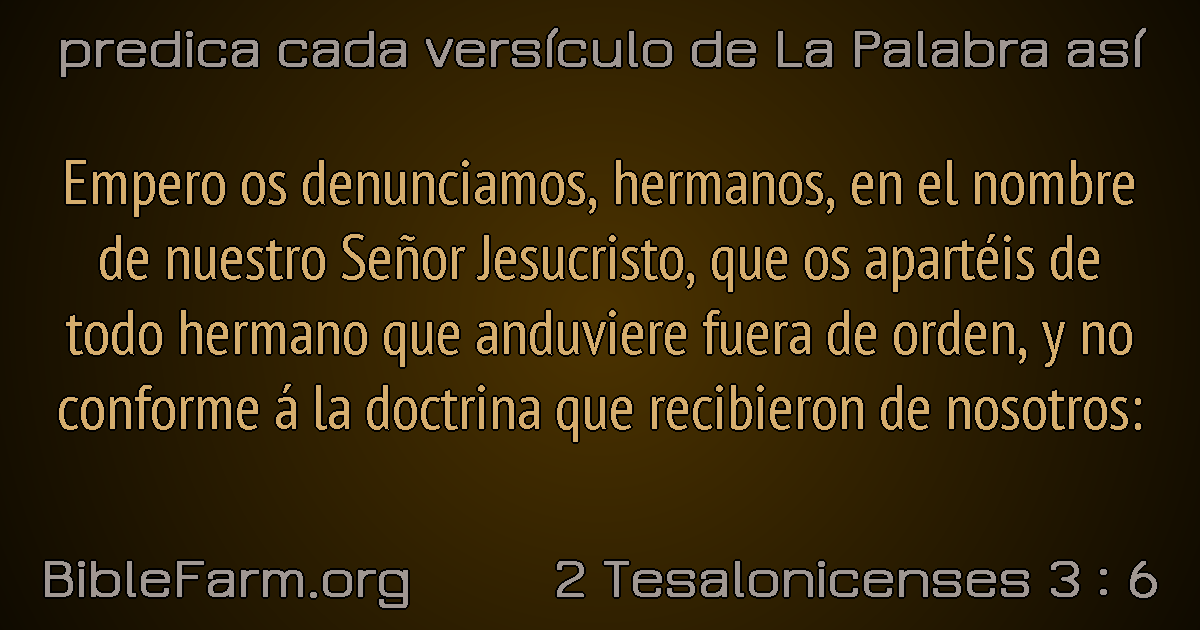 predica cada versículo de La Palabra así
Empero os denunciamos, hermanos, en el nombre
de nuestro Señor Jesucristo, que os apartéis de
todo hermano que anduviere fuera de orden, y no
conforme á la doctrina que recibieron de nosotros:
BibleFarm.org
2 Tesalonicenses 3 : 6